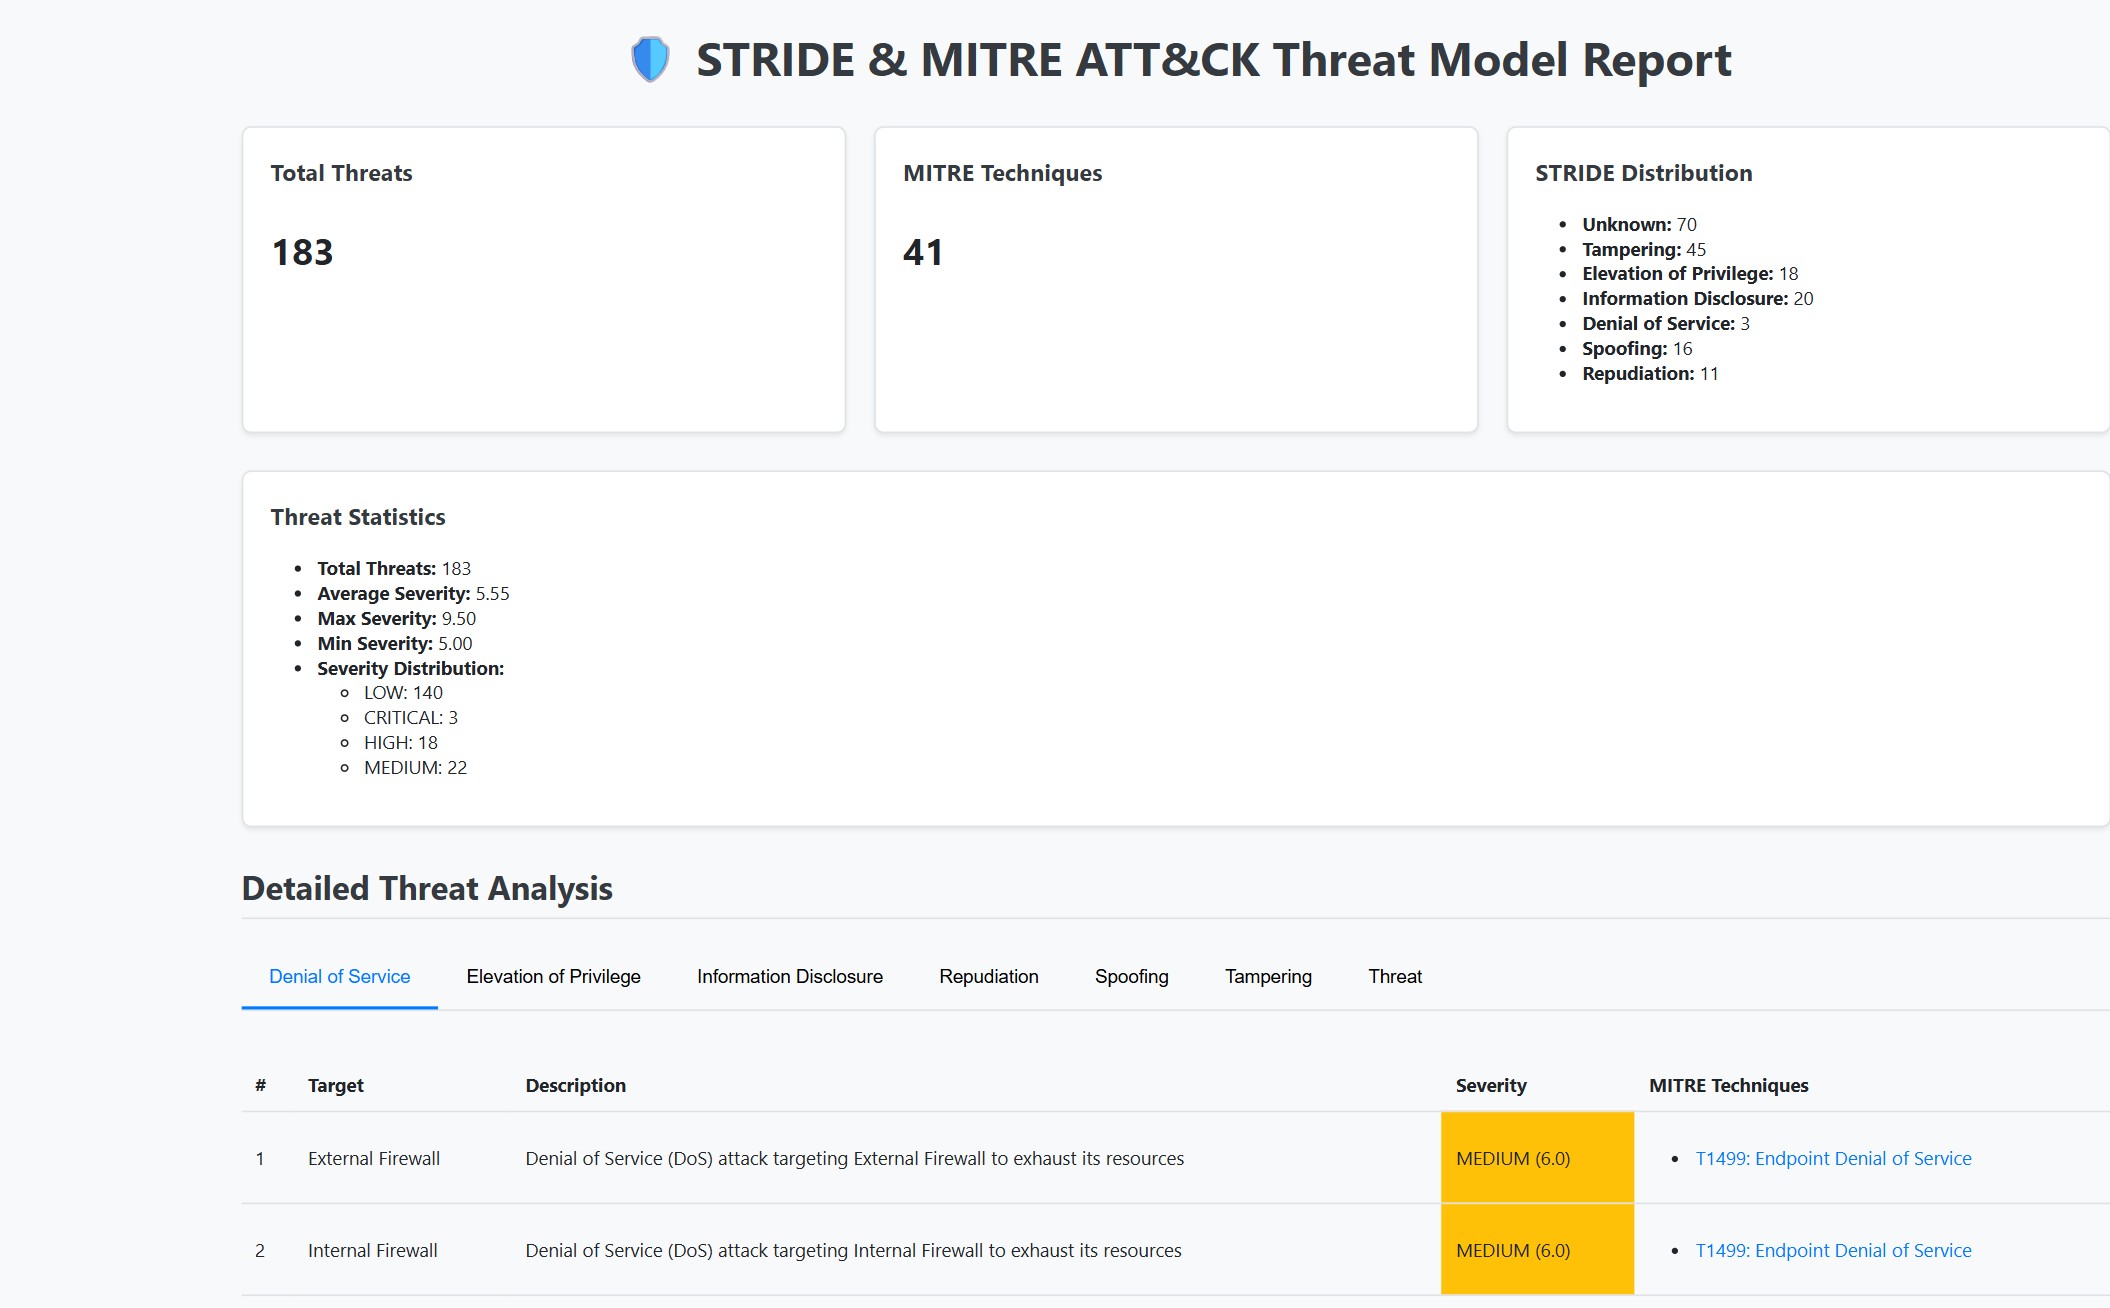 STRIDE & MITRE ATT&CK Threat Model Report
Total Threats
183
MITRE Techniques
41
STRIDE Distribution
Unknown: 70
Tampering: 45
Elevation of Privilege: 18
Information Disclosure: 20
Denial of Service: 3
Spoofing: 16
Repudiation: 11
Threat Statistics
Total Threats: 183
Average Severity: 5.55
Max Severity: 9.50
Min Severity: 5.00
Severity Distribution:
LOW: 140
CRITICAL: 3
HIGH: 18
MEDIUM: 22
Detailed Threat Analysis
Denial of Service Elevation of Privilege Information Disclosure Repudiation Spoofing Tampering Threat
# Target Description Severity MITRE Techniques
1 External Firewall Denial of Service (DoS) attack targeting External Firewall to exhaust its resources MEDIUM (6.0) T1499: Endpoint Denial of Service
2 Internal Firewall Denial of Service (DoS) attack targeting Internal Firewall to exhaust its resources MEDIUM (6.0) T1499: Endpoint Denial of Service